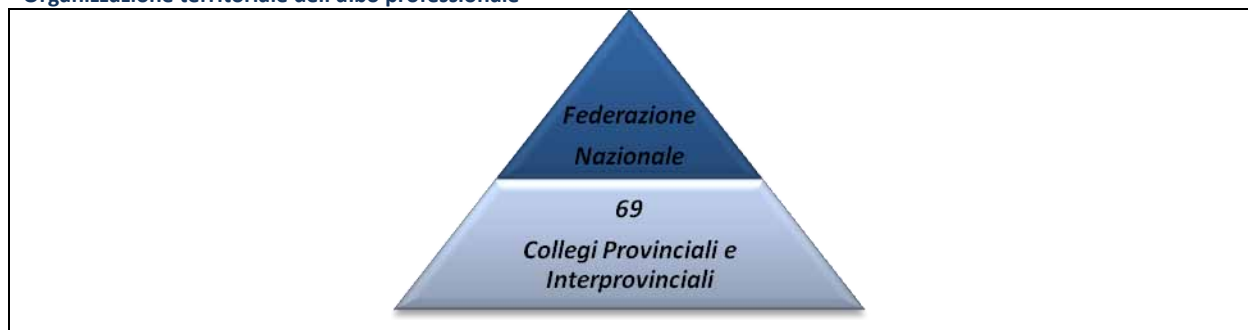 Organizzazione territoriale dell'albo professionale
Federazione
Nazionale
69
Collegi Provinciali e
Interprovinciali